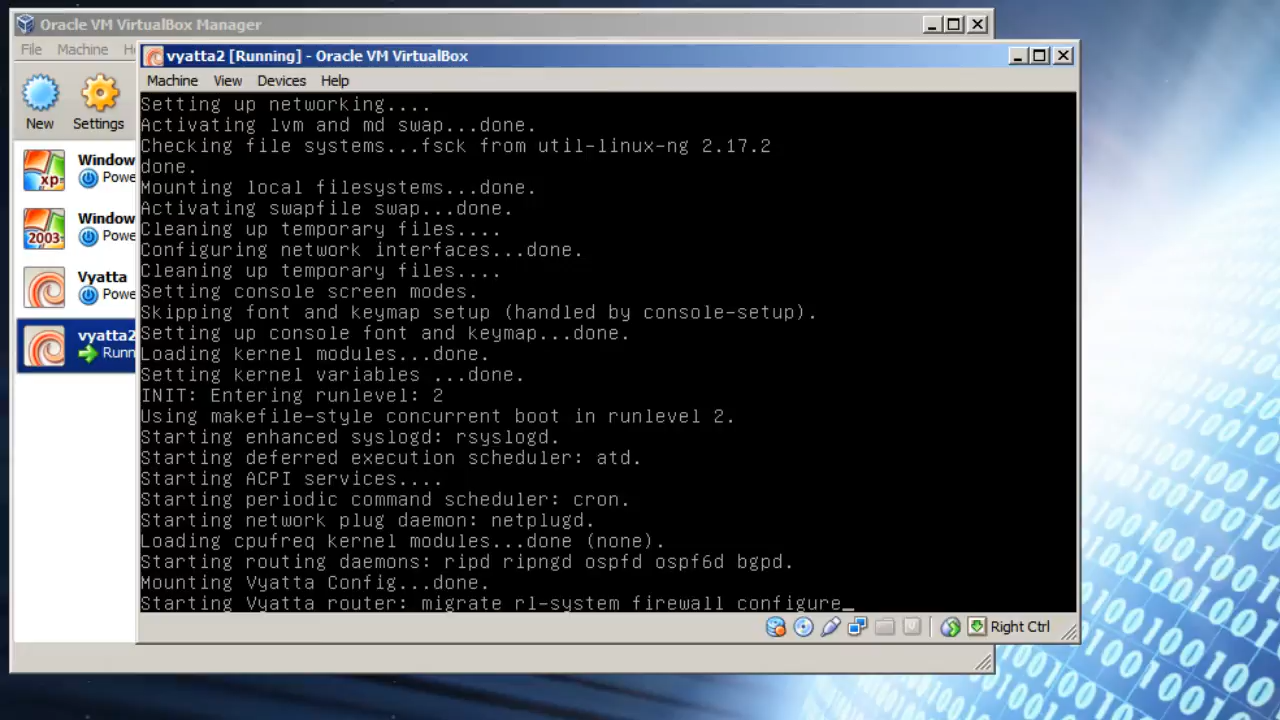 Oracle VM VirtualBox Manager
File Machine H
New Settings
xp
Window
Powe
2003
Window
Powe
Vyatta
Powe
vyatta2
Runn
vyatta2 [Running] - Oracle VM VirtualBox
Machine View Devices Help
Setting up networking....
Activating lvm and md swap...done.
Checking file systems...fsck from util-linux-ng 2.17.2
done.
Mounting local filesystems...done.
Activating swapfile swap...done.
Cleaning up temporary files....
Configuring network interfaces...done.
Cleaning up temporary files....
Setting console screen modes.
Skipping font and keymap setup (handled by console-setup).
Setting up console font and keymap...done.
Loading kernel modules...done.
Setting kernel variables ...done.
INIT: Entering runlevel: 2
Using makefile-style concurrent boot in runlevel 2.
Starting enhanced syslogd: rsyslogd.
Starting deferred execution scheduler: atd.
Starting ACPI services....
Starting periodic command scheduler: cron.
Starting network plug daemon: netplugd.
Loading cpufreq kernel modules...done (none).
Starting routing daemons: ripd ripngd ospfd ospf6d bgpd.
Mounting Vyatta Config...done.
Starting Vyatta router: migrate rl-system firewall configure_
Right Ctrl